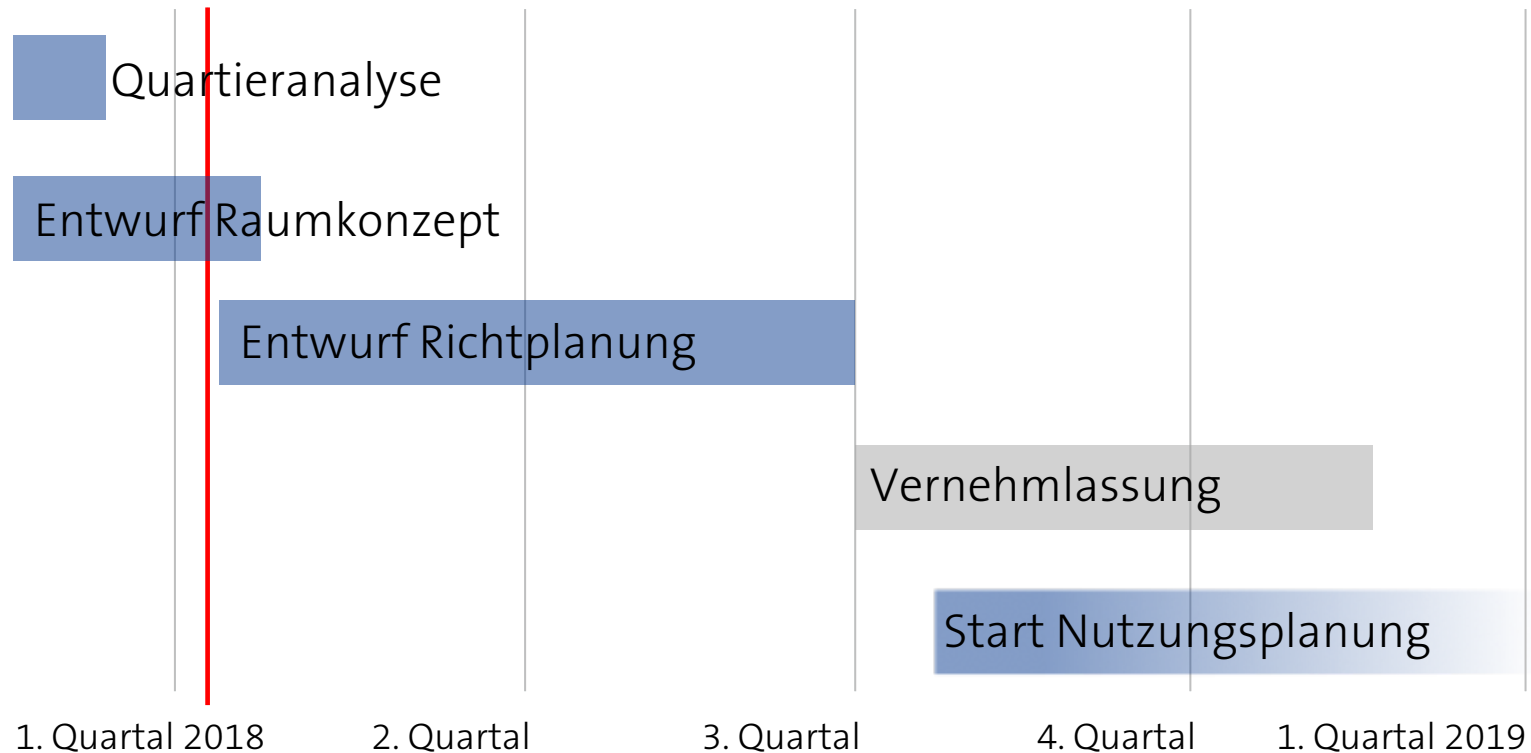 Quartieranalyse
Entwurf Raumkonzept
Entwurf Richtplanung
Vernehmlassung
Start Nutzungsplanung
1. Quartal 2018 2. Quartal 3. Quartal 4. Quartal 1. Quartal 2019